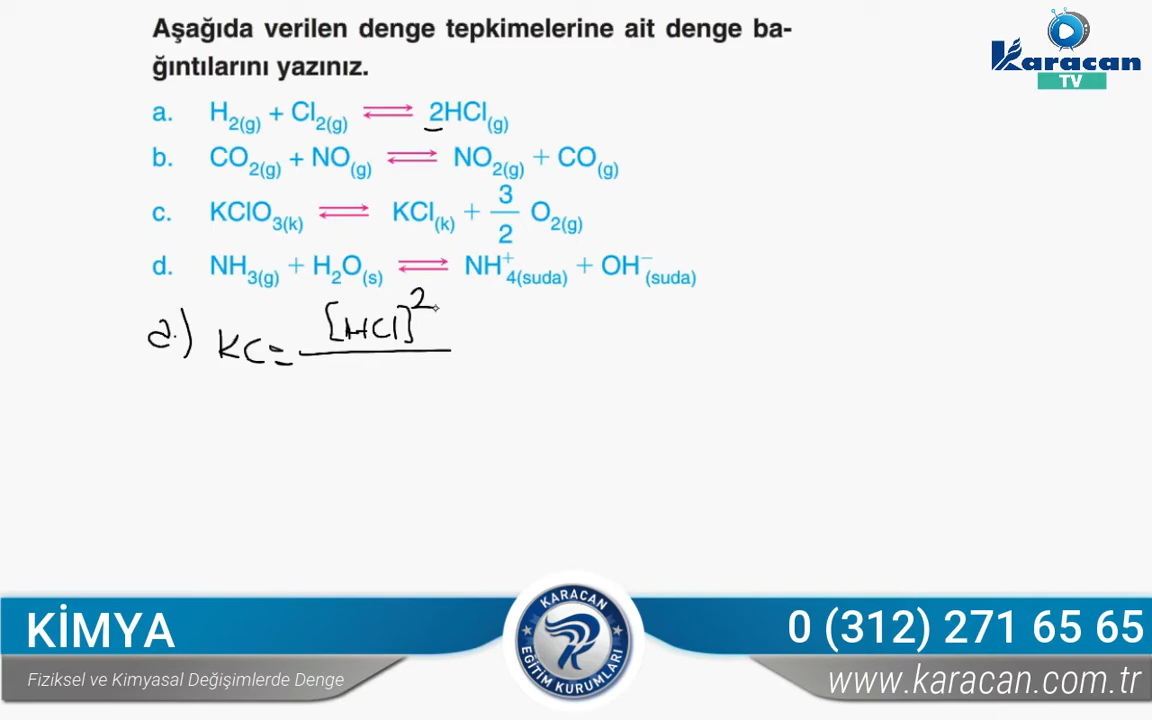 Aşağıda verilen denge tepkimelerine ait denge ba-
ğıntılarını yazınız.
Karacan
TV
a. H₂(g) + Cl₂(g) ⇌ 2HCl(g)
b. CO₂(g) + NO(g) ⇌ NO₂(g) + CO(g)
c. KClO₃(k) ⇌ KCl(k) + 3/2 O₂(g)
d. NH₃(g) + H₂O(s) ⇌ NH₄⁺(suda) + OH⁻(suda)
a.) KC = [HCl]²
KİMYA
Fiziksel ve Kimyasal Değişimlerde Denge
KARACAN
EĞİTİM KURUMLARI
0 (312) 271 65 65
www.karacan.com.tr